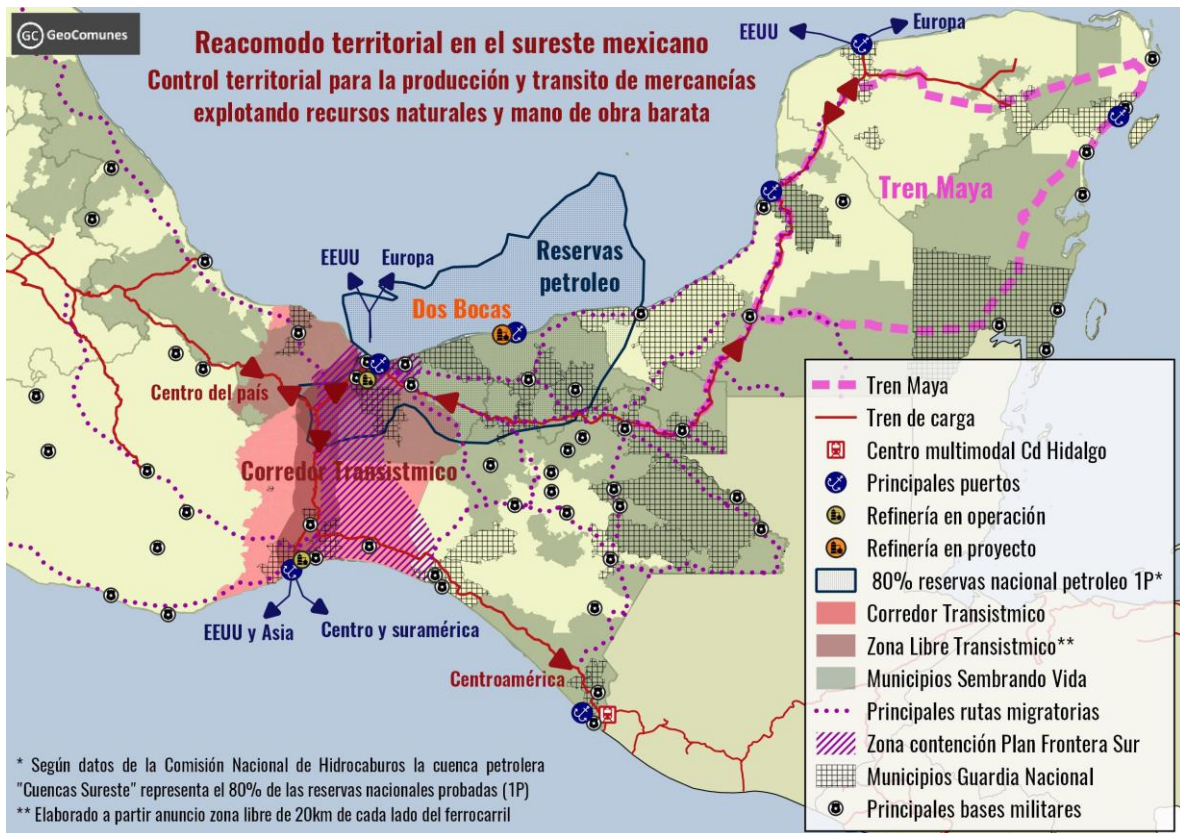 GC GeoComunes
Reacomodo territorial en el sureste mexicano
Control territorial para la producción y transito de mercancías
explotando recursos naturales y mano de obra barata
EEUU
Europa
Tren Maya
EEUU
Europa
Reservas
petroleo
Dos Bocas
Centro del país
Corredor Transístmico
EEUU y Asia
Centro y suramérica
Centroamérica
Tren Maya
Tren de carga
Centro multimodal Cd Hidalgo
Principales puertos
Refinería en operación
Refinería en proyecto
80% reservas nacional petroleo 1P*
Corredor Transístmico
Zona Libre Transístmico**
Municipios Sembrando Vida
Principales rutas migratorias
Zona contención Plan Frontera Sur
Municipios Guardia Nacional
Principales bases militares
* Según datos de la Comisión Nacional de Hidrocaburos la cuenca petrolera
"Cuencas Sureste" representa el 80% de las reservas nacionales probadas (1P)
** Elaborado a partir anuncio zona libre de 20km de cada lado del ferrocarril